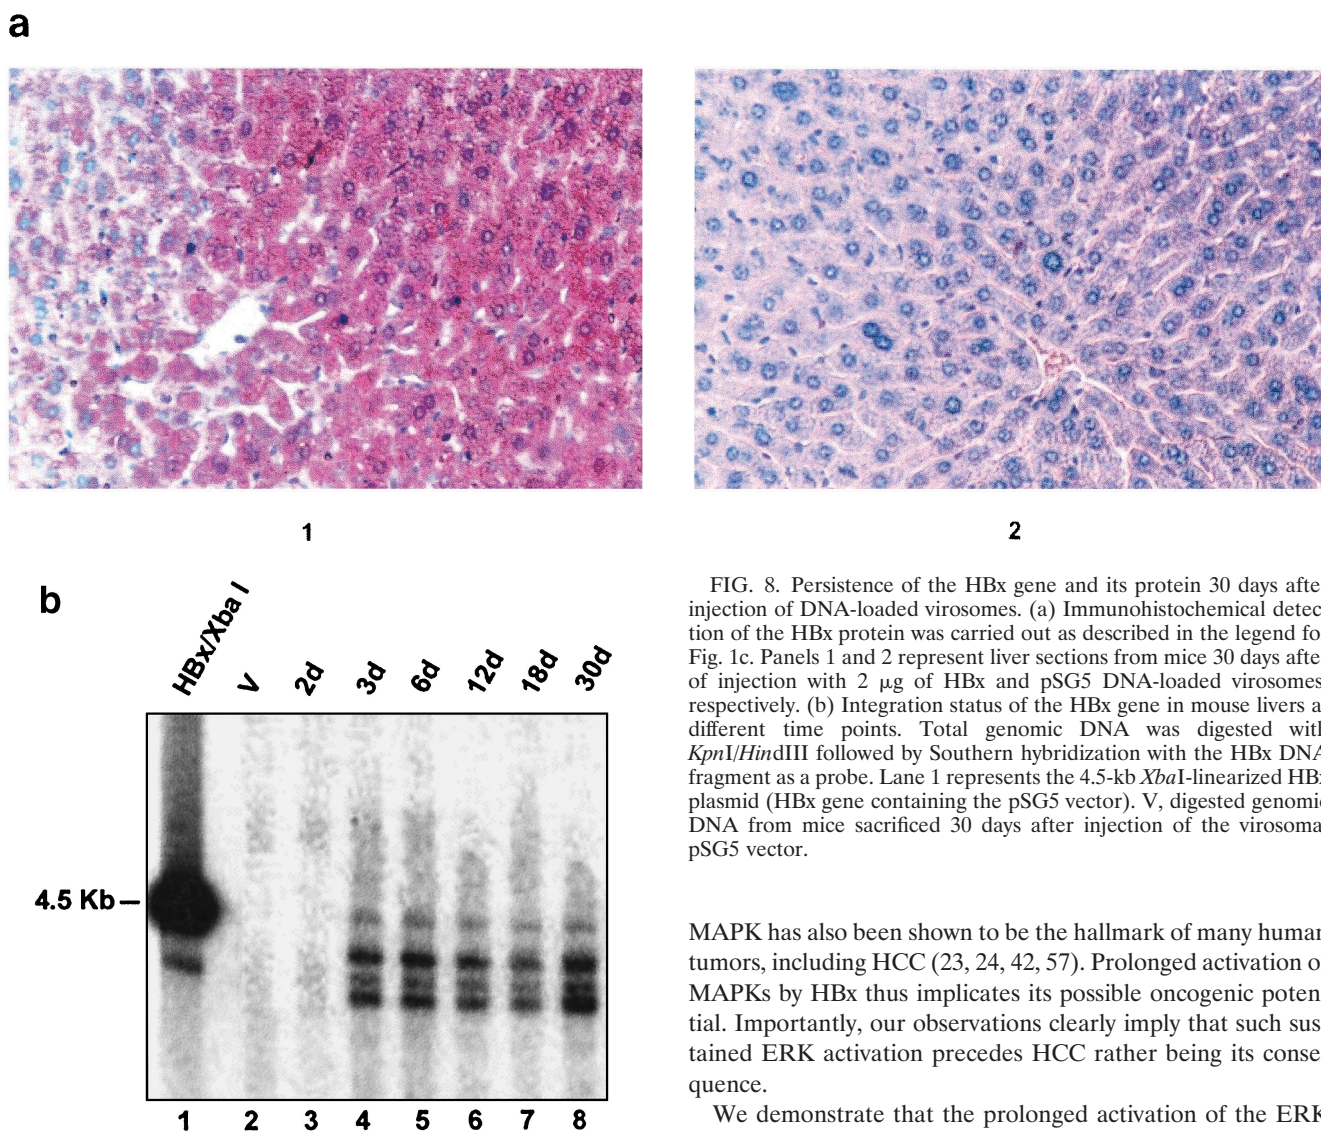 a
1
2
b
HBx/Xba I
V
2d
3d
6d
12d
18d
30d
4.5 Kb
1 2 3 4 5 6 7 8
FIG. 8. Persistence of the HBx gene and its protein 30 days afte
injection of DNA-loaded virosomes. (a) Immunohistochemical detec-
tion of the HBx protein was carried out as described in the legend fo
Fig. 1c. Panels 1 and 2 represent liver sections from mice 30 days afte
of injection with 2 μg of HBx and pSG5 DNA-loaded virosomes
respectively. (b) Integration status of the HBx gene in mouse livers a
different time points. Total genomic DNA was digested with
KpnI/HindIII followed by Southern hybridization with the HBx DNA
fragment as a probe. Lane 1 represents the 4.5-kb XbaI-linearized HBx
plasmid (HBx gene containing the pSG5 vector). V, digested genomic
DNA from mice sacrificed 30 days after injection of the virosoma
pSG5 vector.
MAPK has also been shown to be the hallmark of many human
tumors, including HCC (23, 24, 42, 57). Prolonged activation o
MAPKs by HBx thus implicates its possible oncogenic poten-
tial. Importantly, our observations clearly imply that such sus-
tained ERK activation precedes HCC rather being its conse-
quence.
We demonstrate that the prolonged activation of the ERK